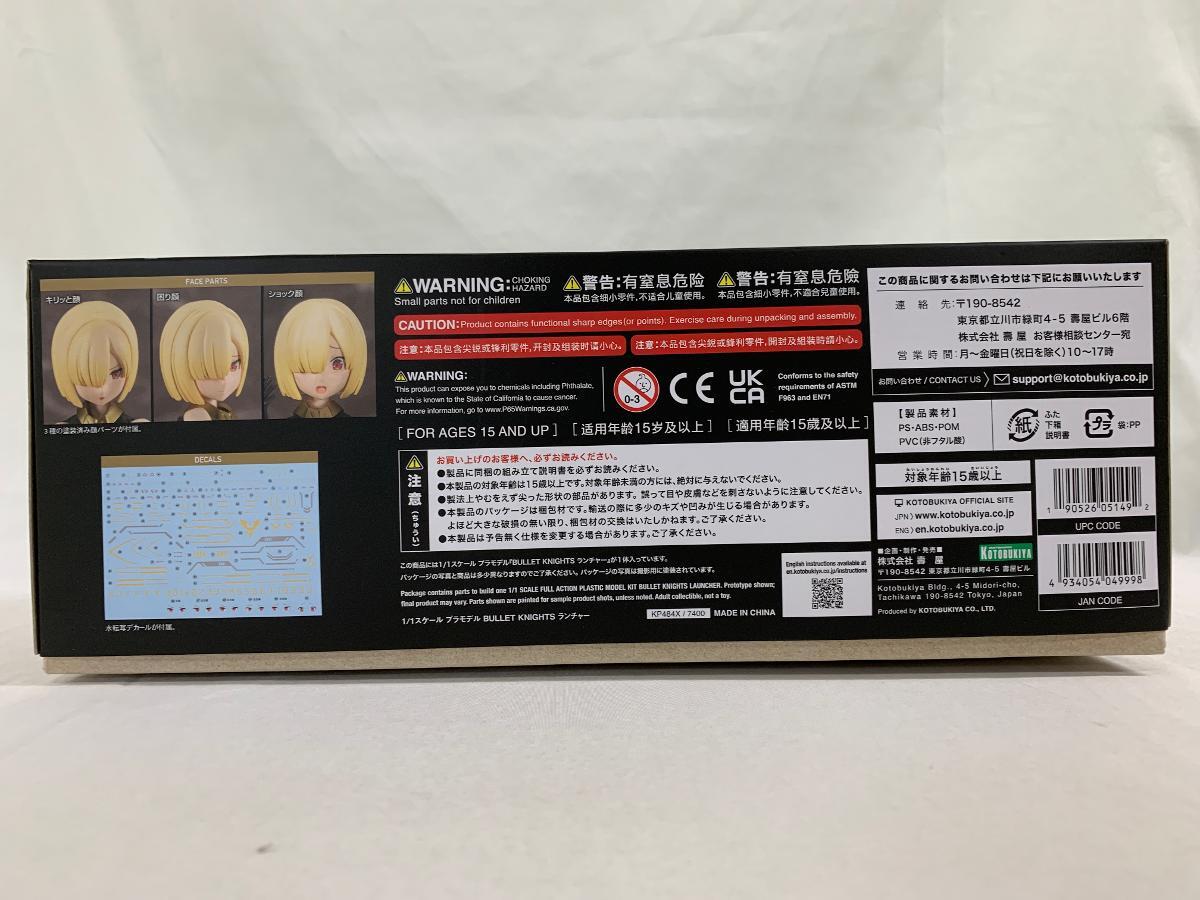 FACE PARTS
キリッと顔
困り顔
ショック顔
3種の塗装済み顔パーツが付属。
DECALS
水転写デカールが付属。
WARNING: CHOKING HAZARD
Small parts not for children
警告:有窒息危险
本品包含细小零件,不适合儿童使用。
警告:有窒息危險
本品包含細小零件,不適合兒童使用。
CAUTION:Product contains functional sharp edges(or points). Exercise care during unpacking and assembly.
注意:本品包含尖锐或锋利零件,开封及组装时请小心。
注意:本品包含尖銳或鋒利零件,開封及組裝時請小心。
WARNING:
This product can expose you to chemicals including Phthalate,
which is known to the State of California to cause cancer.
For more information, go to www.P65Warnings.ca.gov.
0-3
CE
UK
CA
Conforms to the safety
requirements of ASTM
F963 and EN71
[ FOR AGES 15 AND UP ]
[ 适用年龄15岁及以上 ]
[ 適用年齡15歲及以上 ]
注意(ちゅうい)
お買い上げのお客様へ、必ずお読みください。
●製品に同梱の組み立て説明書を必ずお読みください。
●本製品の対象年齢は15歳以上です。対象年齢未満の方には、絶対に与えないでください。
●製法上やむをえず尖った形状の部品があります。誤って目や皮膚などを刺さないように注意してください。
●本製品のパッケージは梱包材です。輸送の際に多少のキズや凹みが生じる場合があります。
よほど大きな破損の無い限り、梱包材の交換はいたしかねます。ご了承ください。
●本製品は予告無く仕様を変更する場合があります。ご了承ください。
この商品には1/1スケール プラモデル「BULLET KNIGHTS ランチャー」が1体入っています。
パッケージの写真と商品は多少異なりますのでご了承ください。パッケージの写真は撮影用に塗装されています。
Package contains parts to build one 1/1 SCALE FULL ACTION PLASTIC MODEL KIT BULLET KNIGHTS LAUNCHER. Prototype shown;
final product may vary. Parts shown are painted for sample product shots, unless noted. Adult collectible, not a toy.
1/1スケール プラモデル BULLET KNIGHTS ランチャー
KP484X / 7400
MADE IN CHINA
English instructions available at
en.kotobukiya.co.jp/instructions
この商品に関するお問い合わせは下記にお願いいたします
連 絡 先:〒190-8542
東京都立川市緑町4-5 壽屋ビル6階
株式会社 壽 屋 お客様相談センター宛
営業時間:月〜金曜日(祝日を除く)10〜17時
お問い合わせ / CONTACT US
support@kotobukiya.co.jp
【製品素材】
PS・ABS・POM
PVC(非フタル酸)
紙
ふた
下箱
説明書
プラ
袋:PP
たいしょうねんれい さいいじょう
対象年齢15歳以上
KOTOBUKIYA OFFICIAL SITE
JPN〉www.kotobukiya.co.jp
ENG〉en.kotobukiya.co.jp
■企画・制作・発売■
株式会社 壽 屋
KOTOBUKIYA
〒190-8542 東京都立川市緑町4-5 壽屋ビル
Kotobukiya Bldg., 4-5 Midori-cho,
Tachikawa 190-8542 Tokyo, Japan
Produced by KOTOBUKIYA CO., LTD.
1 90526 05149 2
UPC CODE
4 934054 049998
JAN CODE